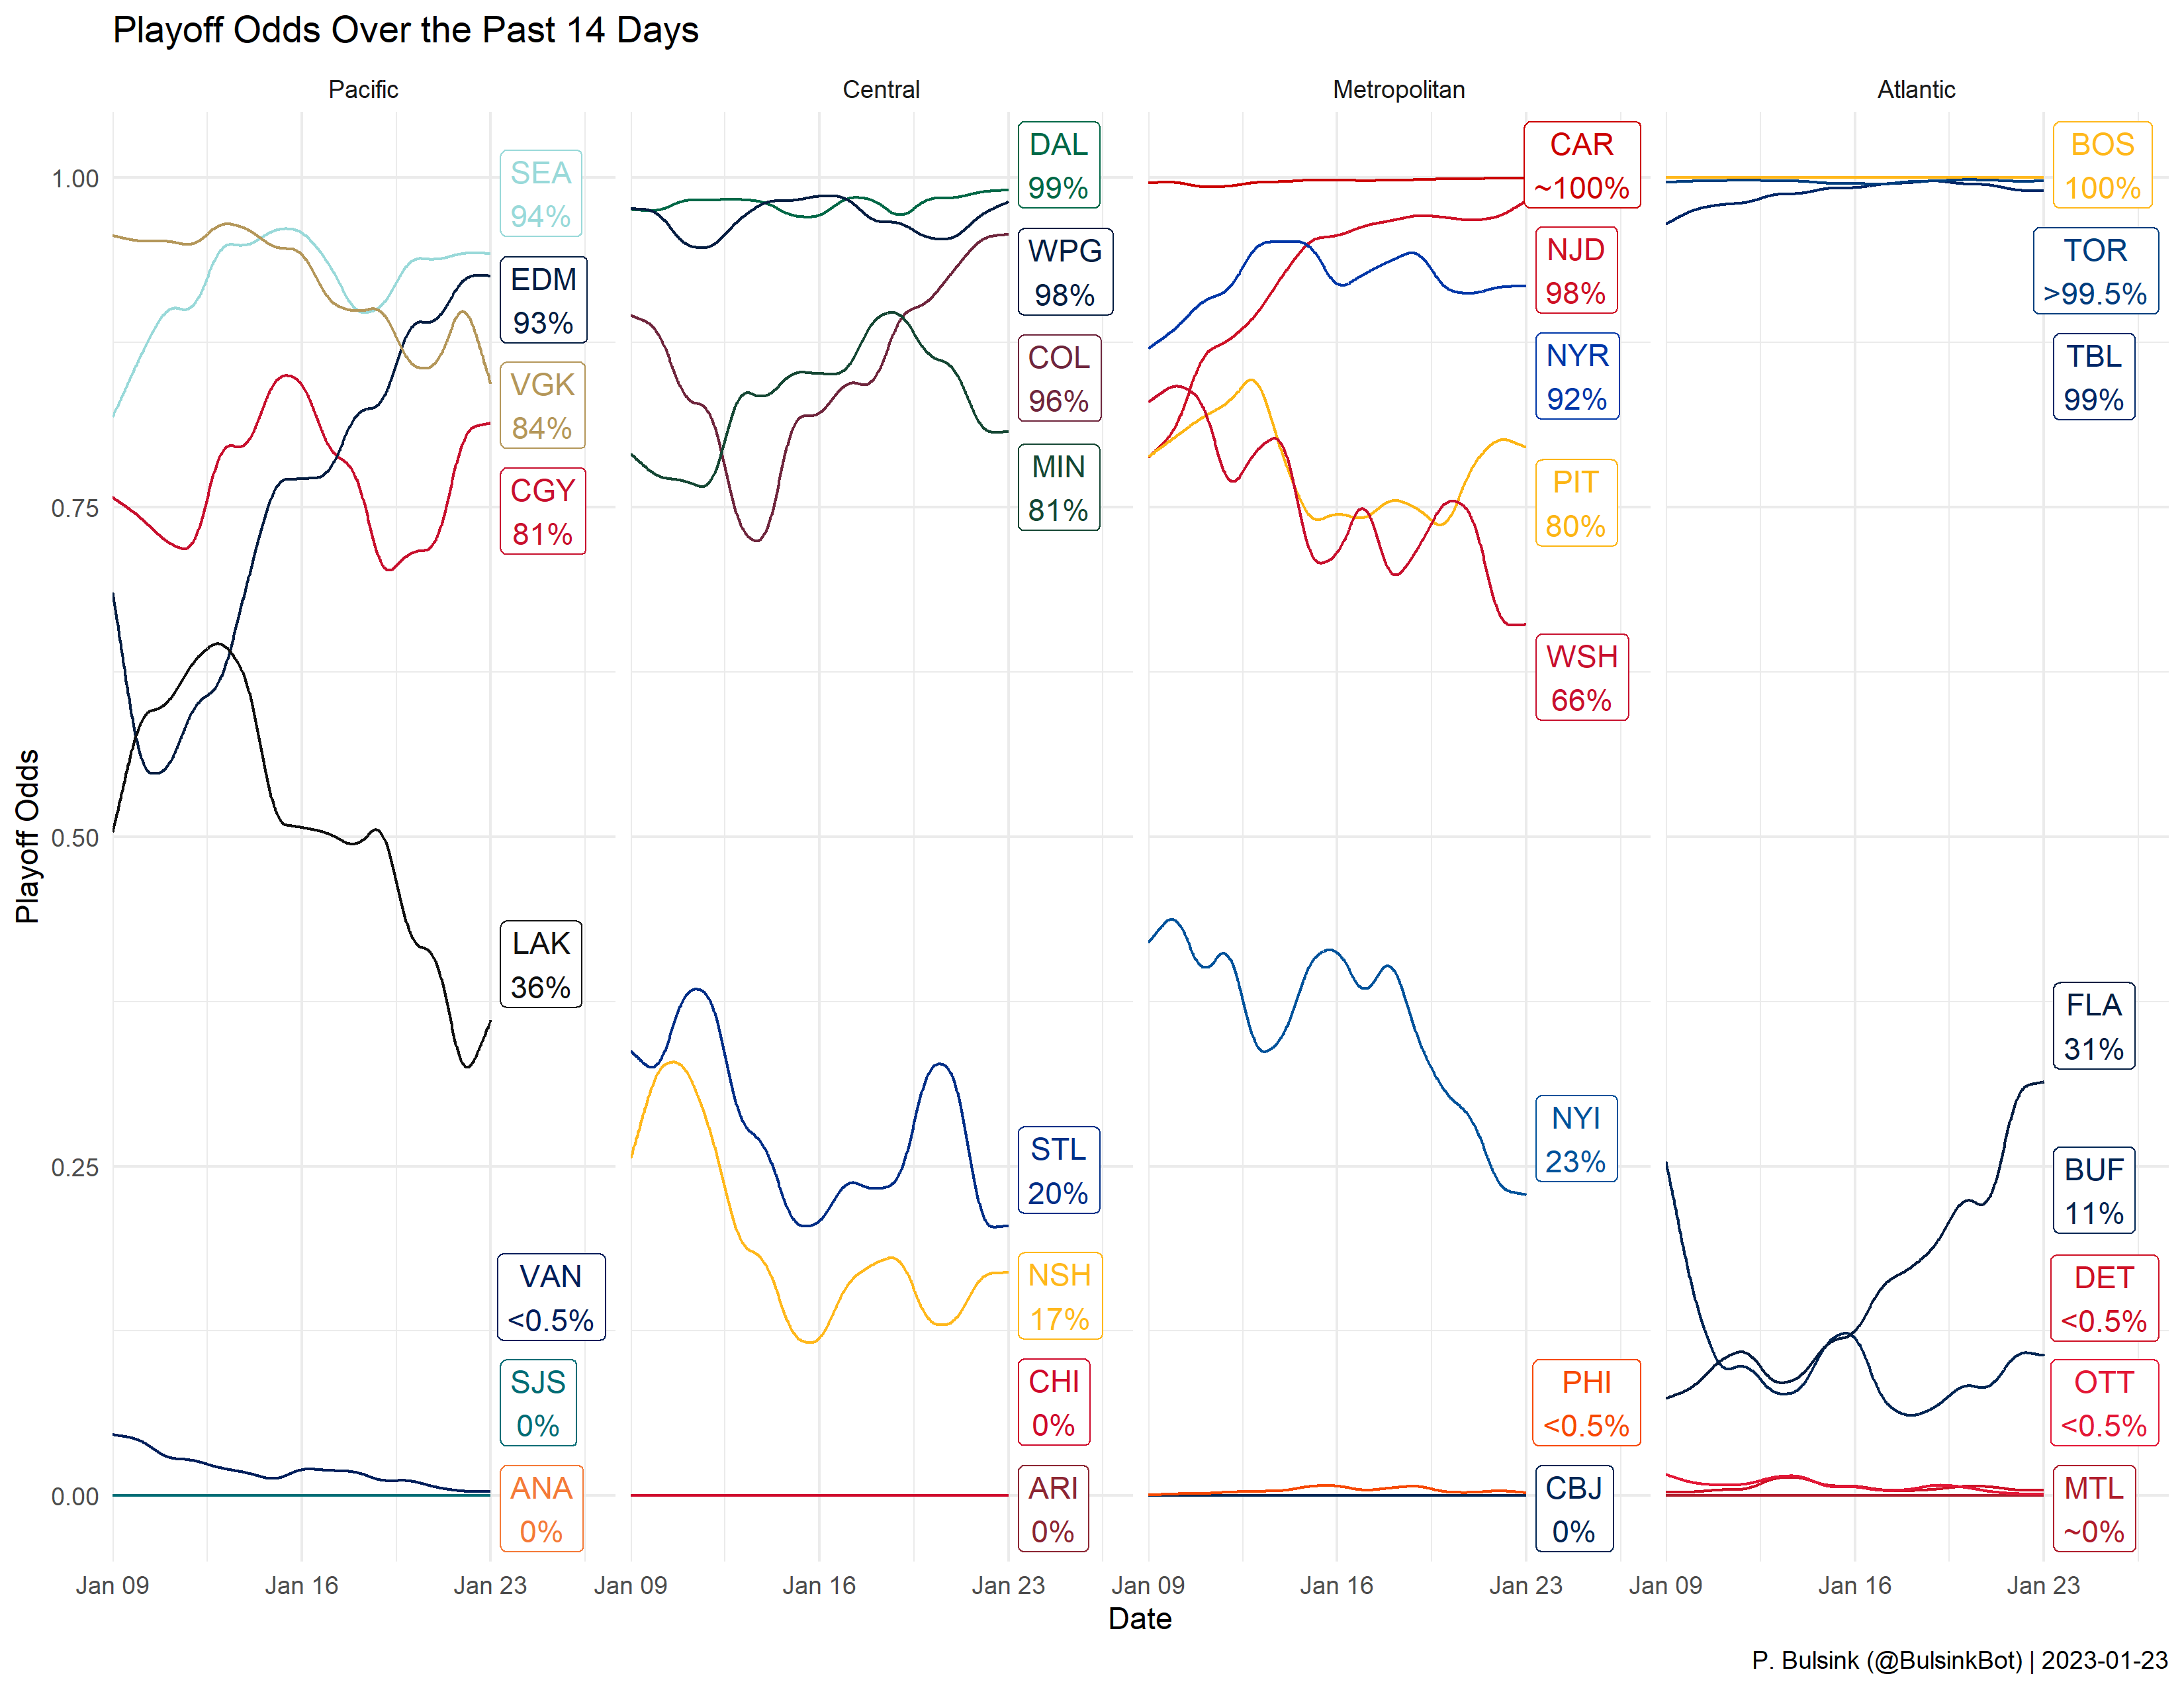 Playoff Odds Over the Past 14 Days
Pacific
Central
Metropolitan
Atlantic
Playoff Odds
1.00
0.75
0.50
0.25
0.00
SEA
94%
EDM
93%
VGK
84%
CGY
81%
LAK
36%
VAN
<0.5%
SJS
0%
ANA
0%
DAL
99%
WPG
98%
COL
96%
MIN
81%
STL
20%
NSH
17%
CHI
0%
ARI
0%
CAR
~100%
NJD
98%
NYR
92%
PIT
80%
WSH
66%
NYI
23%
PHI
<0.5%
CBJ
0%
BOS
100%
TOR
>99.5%
TBL
99%
FLA
31%
BUF
11%
DET
<0.5%
OTT
<0.5%
MTL
~0%
Jan 09 Jan 16 Jan 23
Jan 09 Jan 16 Jan 23
Jan 09 Jan 16 Jan 23
Jan 09 Jan 16 Jan 23
Date
P. Bulsink (@BulsinkBot) | 2023-01-23